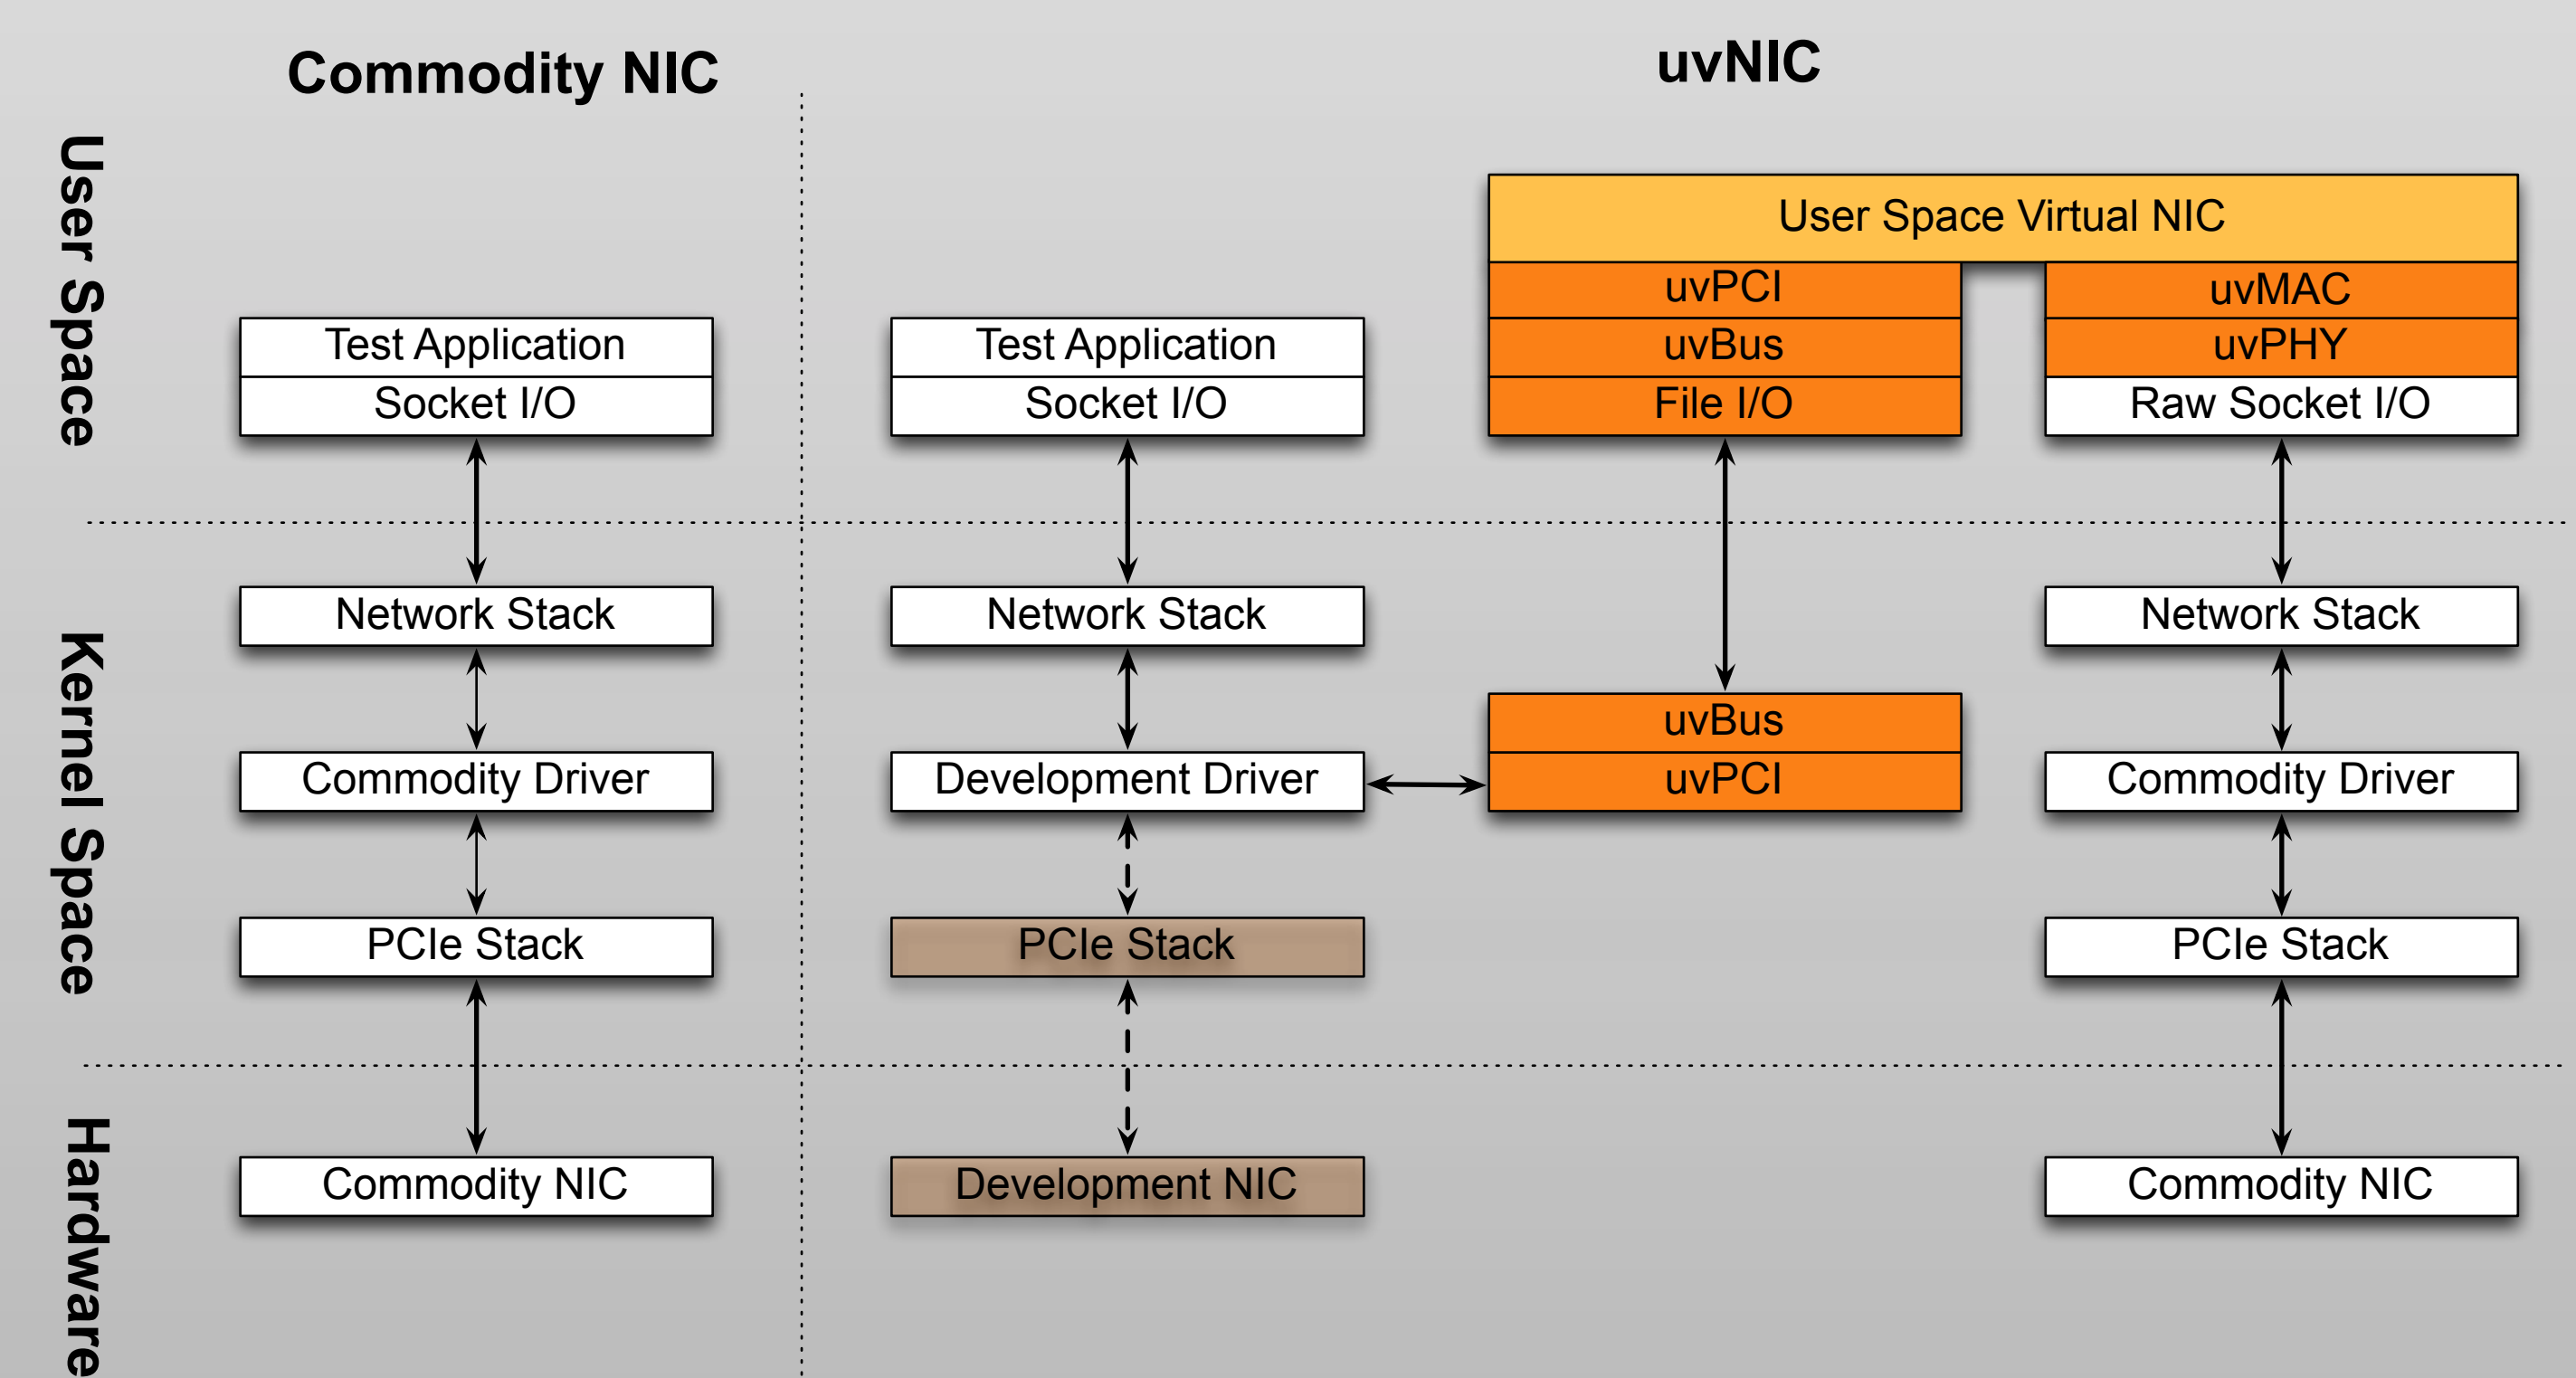 Commodity NIC
uvNIC
User Space
Kernel Space
Hardware
Test Application
Socket I/O
Network Stack
Commodity Driver
PCIe Stack
Commodity NIC
Test Application
Socket I/O
Network Stack
Development Driver
PCIe Stack
Development NIC
User Space Virtual NIC
uvPCI
uvBus
File I/O
uvBus
uvPCI
uvMAC
uvPHY
Raw Socket I/O
Network Stack
Commodity Driver
PCIe Stack
Commodity NIC